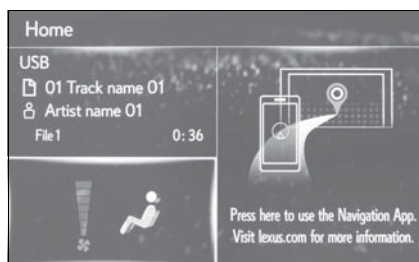 Home
USB
01 Track name 01
Artist name 01
File 1 0:36
Press here to use the Navigation App.
Visit lexus.com for more information.